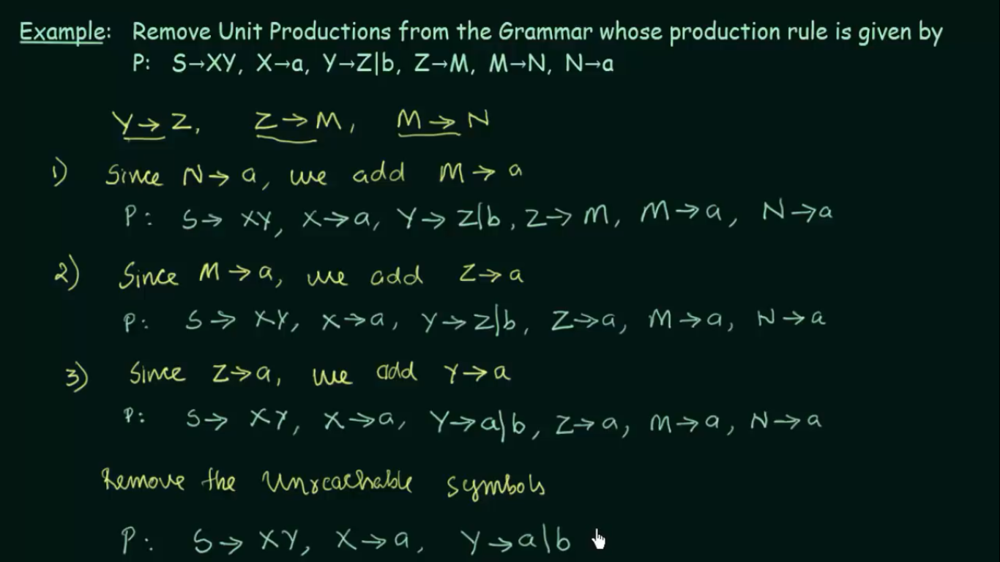 Example: Remove Unit Productions from the Grammar whose production rule is given by
P: S→XY, X→a, Y→Z|b, Z→M, M→N, N→a
Y→Z, Z→M, M→N
1) Since N→a, we add M→a
P: S→XY, X→a, Y→Z|b, Z→M, M→a, N→a
2) Since M→a, we add Z→a
P: S→XY, X→a, Y→Z|b, Z→a, M→a, N→a
3) Since Z→a, we add Y→a
P: S→XY, X→a, Y→a|b, Z→a, M→a, N→a
Remove the Unreachable symbols
P: S→XY, X→a, Y→a|b